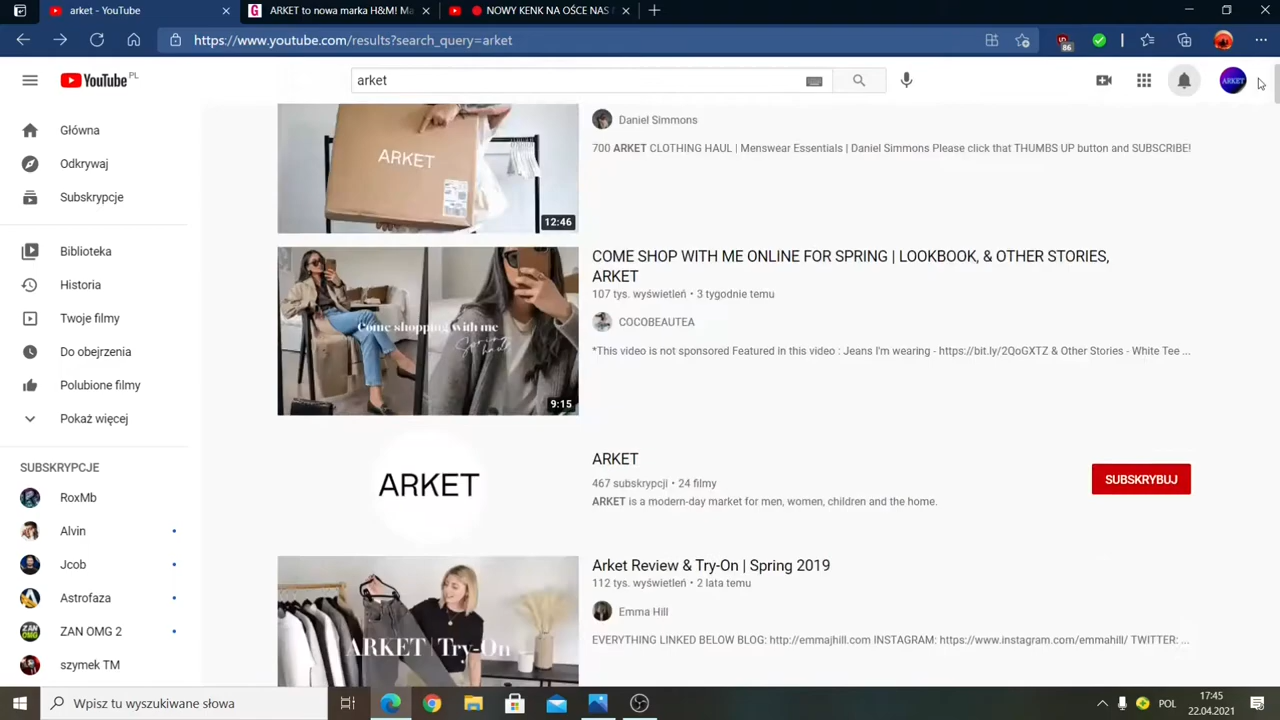 arket - YouTube
ARKET to nowa marka H&M! Ma
NOWY KENK NA OŚCE NAS
https://www.youtube.com/results?search_query=arket
86
YouTube PL
arket
ARKET
Główna
Odkrywaj
Subskrypcje
Biblioteka
Historia
Twoje filmy
Do obejrzenia
Polubione filmy
Pokaż więcej
SUBSKRYPCJE
RoxMb
Alvin
Jcob
Astrofaza
ZAN OMG 2
szymek TM
ARKET
12:46
Daniel Simmons
700 ARKET CLOTHING HAUL | Menswear Essentials | Daniel Simmons Please click that THUMBS UP button and SUBSCRIBE!
Come shopping with me
Spring haul
9:15
COME SHOP WITH ME ONLINE FOR SPRING | LOOKBOOK, & OTHER STORIES,
ARKET
107 tys. wyświetleń • 3 tygodnie temu
COCOBEAUTEA
*This video is not sponsored Featured in this video : Jeans I'm wearing - https://bit.ly/2QoGXTZ & Other Stories - White Tee ...
ARKET
ARKET
467 subskrypcji • 24 filmy
ARKET is a modern-day market for men, women, children and the home.
SUBSKRYBUJ
ARKET | Try-On
Arket Review & Try-On | Spring 2019
112 tys. wyświetleń • 2 lata temu
Emma Hill
EVERYTHING LINKED BELOW BLOG: http://emmajhill.com INSTAGRAM: https://www.instagram.com/emmahill/ TWITTER: ...
Wpisz tu wyszukiwane słowa
POL
17:45
22.04.2021